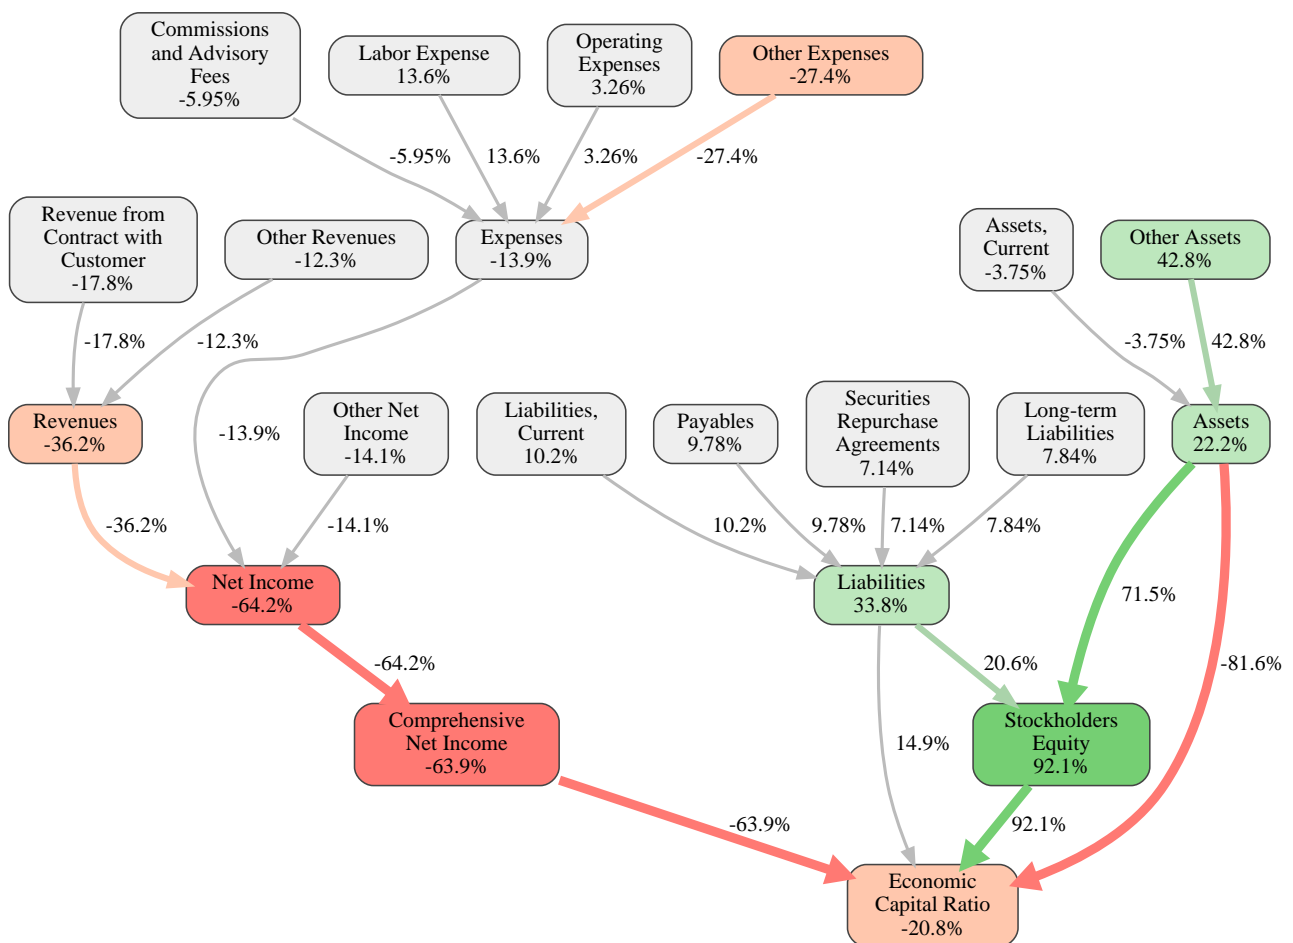 Commissions
and Advisory
Fees
-5.95%
Labor Expense
13.6%
Operating
Expenses
3.26%
Other Expenses
-27.4%
-5.95%
13.6%
3.26%
-27.4%
Revenue from
Contract with
Customer
-17.8%
Other Revenues
-12.3%
Expenses
-13.9%
Assets,
Current
-3.75%
Other Assets
42.8%
-17.8%
-12.3%
-3.75%
42.8%
Revenues
-36.2%
-13.9%
Other Net
Income
-14.1%
Liabilities,
Current
10.2%
Payables
9.78%
Securities
Repurchase
Agreements
7.14%
Long-term
Liabilities
7.84%
Assets
22.2%
-36.2%
-14.1%
10.2%
9.78%
7.14%
7.84%
Net Income
-64.2%
Liabilities
33.8%
71.5%
-64.2%
20.6%
-81.6%
Comprehensive
Net Income
-63.9%
14.9%
Stockholders
Equity
92.1%
-63.9%
92.1%
Economic
Capital Ratio
-20.8%